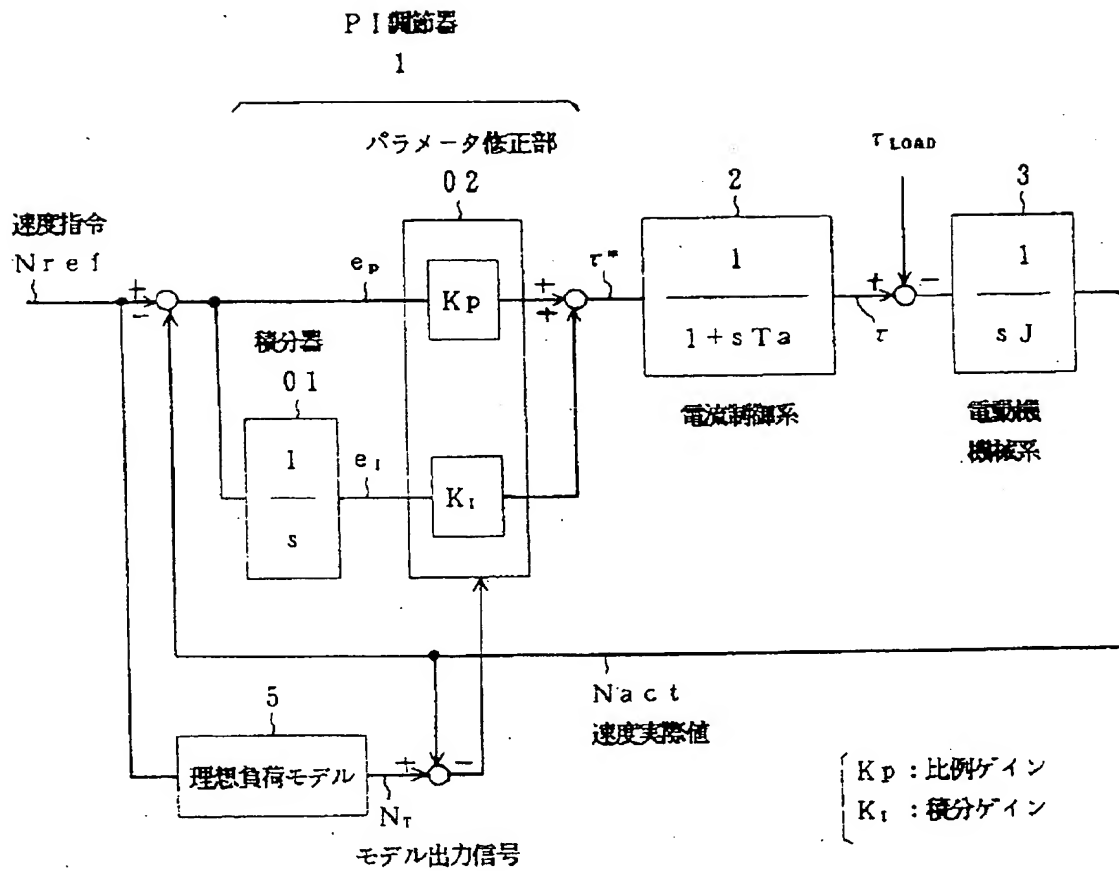 PI調節器
1
パラメータ修正部
02
τLOAD
2
3
速度指令
Nref
+
-
eP
Kp
+
+
τ*
1
1+sTa
+
-
τ
1
sJ
積分器
01
電流制御系
電動機
機械系
1
s
eI
KI
Nact
速度実際値
5
理想負荷モデル
+
-
NT
モデル出力信号
Kp:比例ゲイン
KI:積分ゲイン